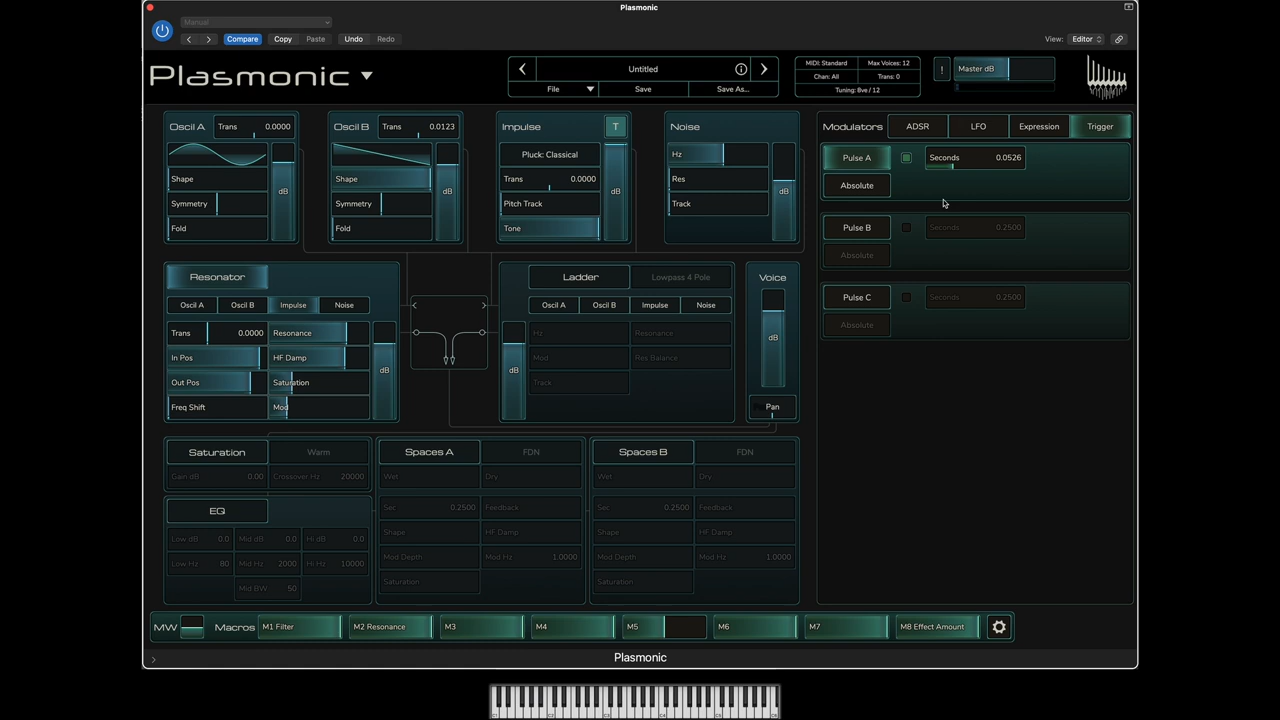 Plasmonic
Manual
Compare Copy Paste Undo Redo View: Editor
Plasmonic
Untitled
File Save Save As...
MIDI: Standard Max Voices: 12
Chan: All Trans: 0
Tuning: 8ve / 12
! Master dB
Oscil A Trans 0.0000
Shape
Symmetry
Fold
dB
Oscil B Trans 0.0123
Shape
Symmetry
Fold
dB
Impulse T
Pluck: Classical
Trans 0.0000
Pitch Track
Tone
dB
Noise
Hz
Res
Track
dB
Modulators ADSR LFO Expression Trigger
Pulse A Seconds 0.0526
Absolute
Pulse B Seconds 0.2500
Absolute
Pulse C Seconds 0.2500
Absolute
Resonator
Oscil A Oscil B Impulse Noise
Trans 0.0000 Resonance
In Pos HF Damp
Out Pos Saturation
Freq Shift Mod
dB
Ladder Lowpass 4 Pole
Oscil A Oscil B Impulse Noise
Hz Resonance
Mod Res Balance
Track
dB
Voice
dB
Pan
Saturation Warm
Gain dB 0.00 Crossover Hz 20000
EQ
Low dB 0.0 Mid dB 0.0 Hi dB 0.0
Low Hz 80 Mid Hz 2000 Hi Hz 10000
Mid BW 50
Spaces A FDN
Wet Dry
Sec 0.2500 Feedback
Shape HF Damp
Mod Depth Mod Hz 1.0000
Saturation
Spaces B FDN
Wet Dry
Sec 0.2500 Feedback
Shape HF Damp
Mod Depth Mod Hz 1.0000
Saturation
MW Macros M1 Filter M2 Resonance M3 M4 M5 M6 M7 M8 Effect Amount
Plasmonic